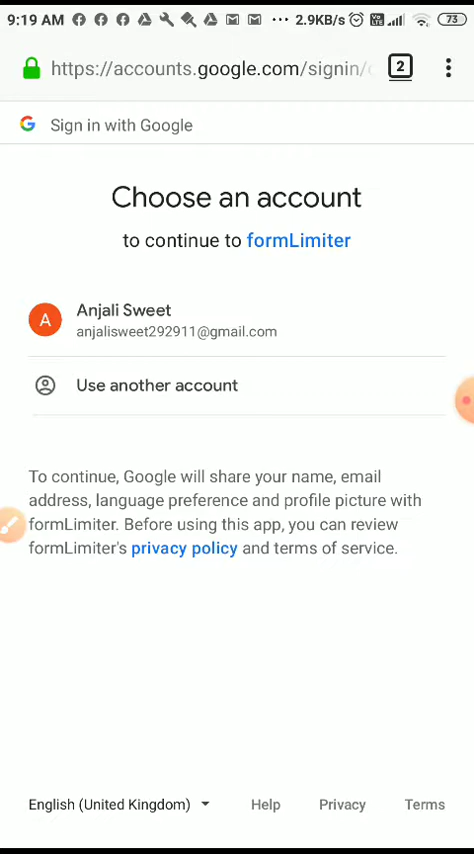 9:19 AM ··· 2.9KB/s 73
https://accounts.google.com/signin/ 2
Sign in with Google
Choose an account
to continue to formLimiter
A Anjali Sweet
anjalisweet292911@gmail.com
Use another account
To continue, Google will share your name, email
address, language preference and profile picture with
formLimiter. Before using this app, you can review
formLimiter's privacy policy and terms of service.
English (United Kingdom) Help Privacy Terms